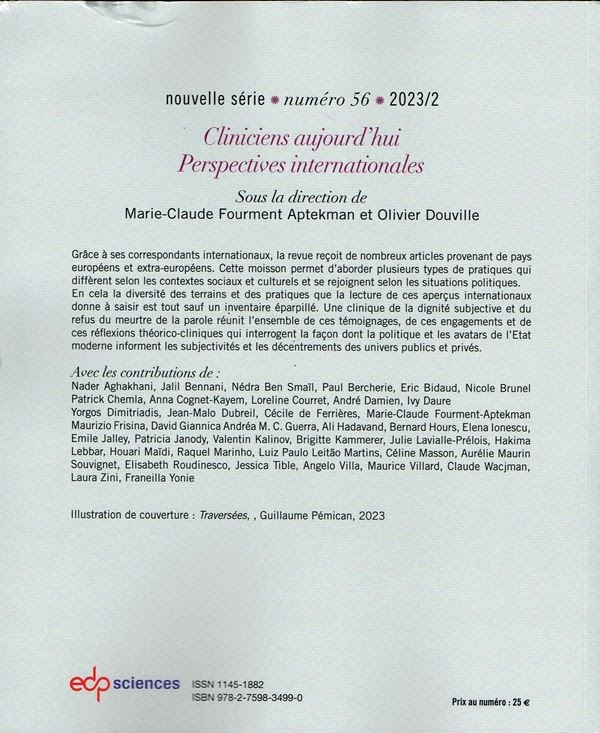 nouvelle série ✹ numéro 56 ✹ 2023/2
Cliniciens aujourd'hui
Perspectives internationales
Sous la direction de
Marie-Claude Fourment Aptekman et Olivier Douville
Grâce à ses correspondants internationaux, la revue reçoit de nombreux articles provenant de pays
européens et extra-européens. Cette moisson permet d'aborder plusieurs types de pratiques qui
diffèrent selon les contextes sociaux et culturels et se rejoignent selon les situations politiques.
En cela la diversité des terrains et des pratiques que la lecture de ces aperçus internationaux
donne à saisir est tout sauf un inventaire éparpillé. Une clinique de la dignité subjective et du
refus du meurtre de la parole réunit l'ensemble de ces témoignages, de ces engagements et de
ces réflexions théorico-cliniques qui interrogent la façon dont la politique et les avatars de l'Etat
moderne informent les subjectivités et les décentrements des univers publics et privés.
Avec les contributions de :
Nader Aghakhani, Jalil Bennani, Nédra Ben Smaïl, Paul Bercherie, Eric Bidaud, Nicole Brunel
Patrick Chemla, Anna Cognet-Kayem, Loreline Courret, André Damien, Ivy Daure
Yorgos Dimitriadis, Jean-Malo Dubreil, Cécile de Ferrières, Marie-Claude Fourment-Aptekman
Maurizio Frisina, David Giannica Andréa M. C. Guerra, Ali Hadavand, Bernard Hours, Elena Ionescu,
Emile Jalley, Patricia Janody, Valentin Kalinov, Brigitte Kammerer, Julie Lavialle-Prélois, Hakima
Lebbar, Houari Maïdi, Raquel Marinho, Luiz Paulo Leitão Martins, Céline Masson, Aurélie Maurin
Souvignet, Elisabeth Roudinesco, Jessica Tible, Angelo Villa, Maurice Villard, Claude Wacjman,
Laura Zini, Franeilla Yonie
Illustration de couverture : Traversées, , Guillaume Pémican, 2023
edp sciences
ISSN 1145-1882
ISBN 978-2-7598-3499-0
Prix au numéro : 25 €